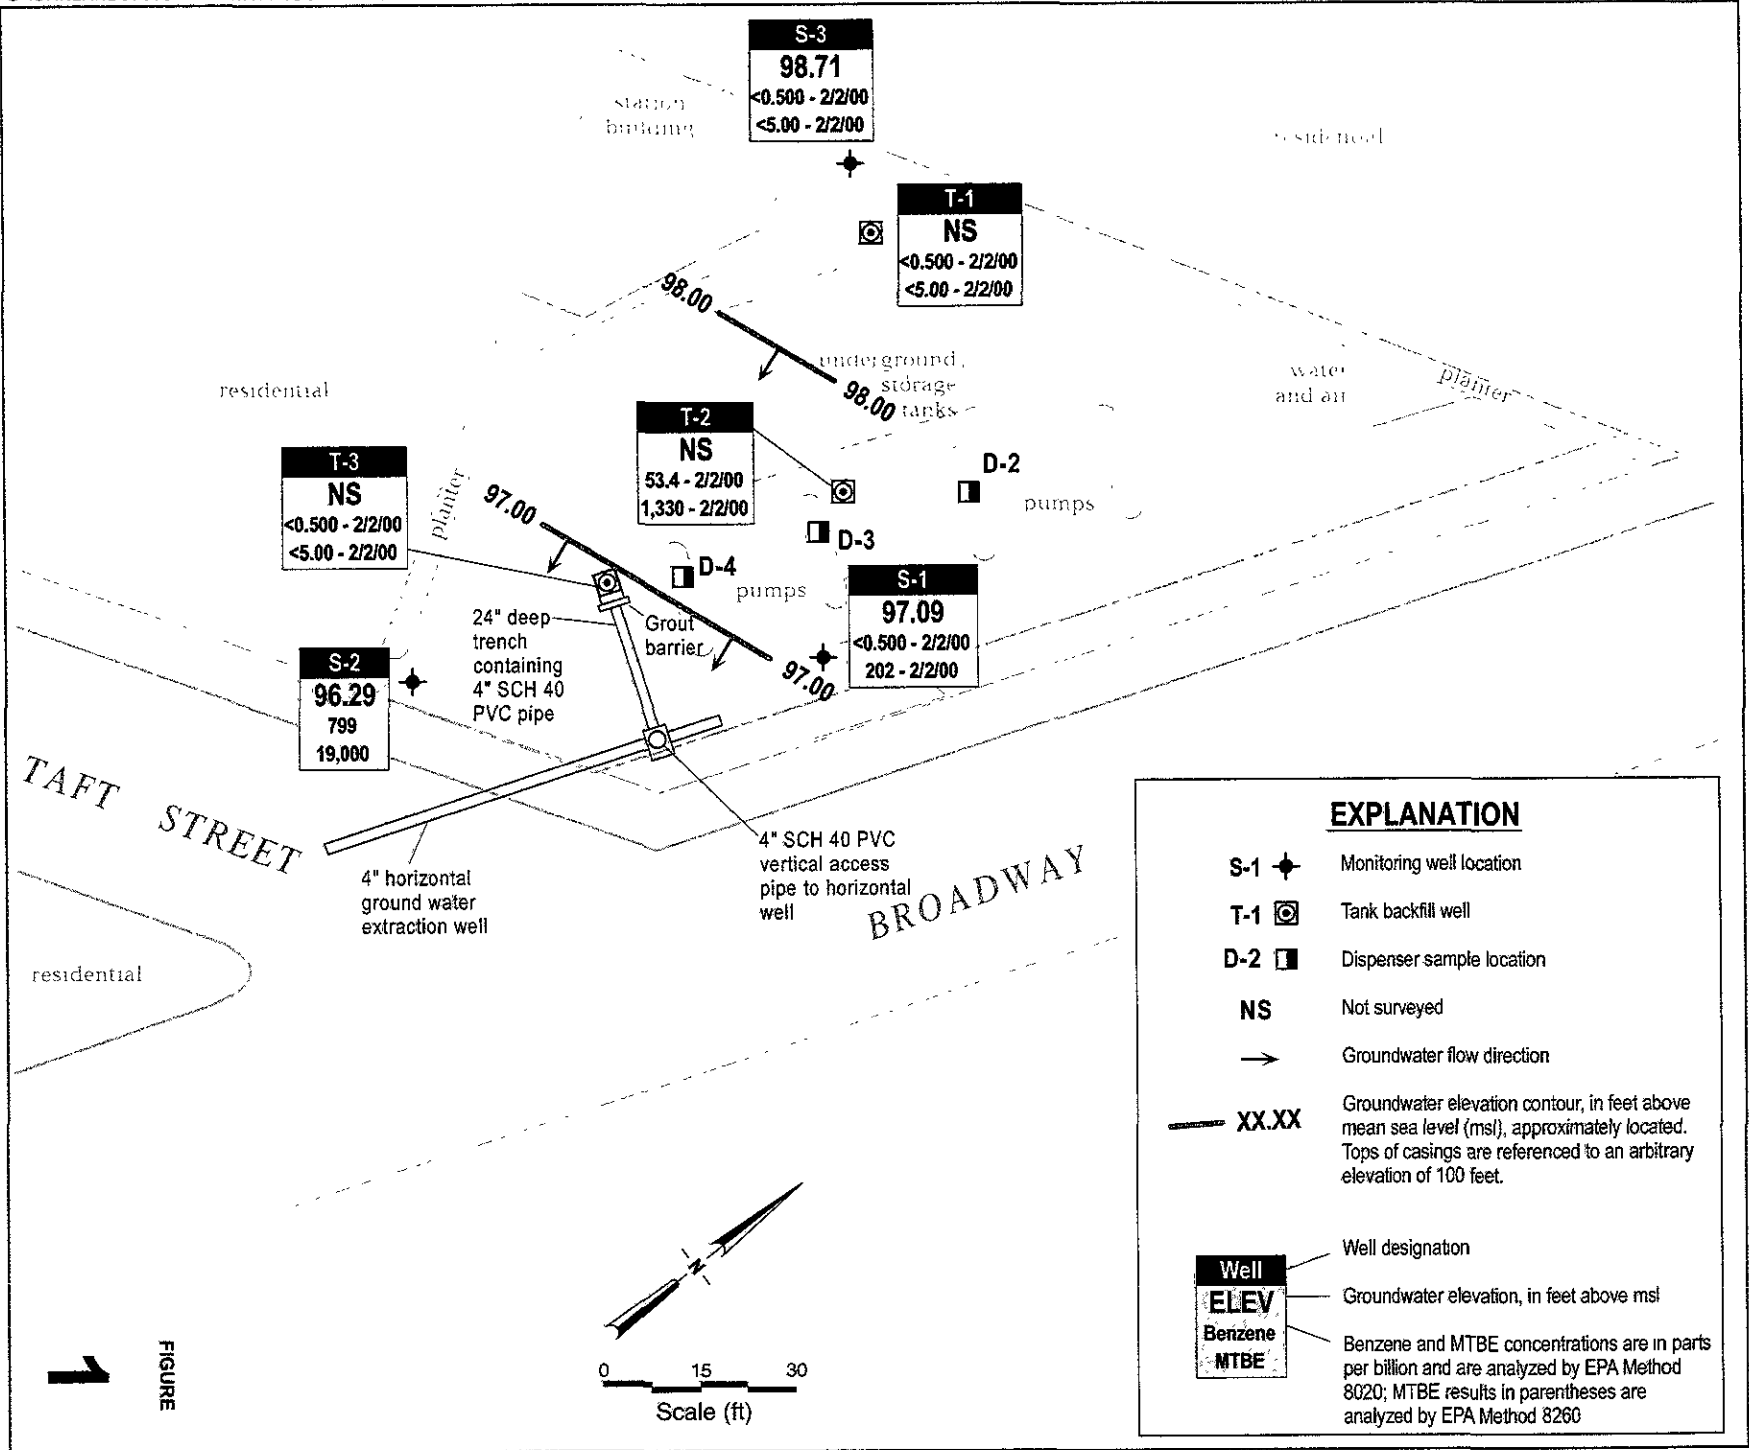 S-3
98.71
<0.500 - 2/2/00
<5.00 - 2/2/00
station
building
residential
T-1
NS
<0.500 - 2/2/00
<5.00 - 2/2/00
98.00
98.00
underground
storage
tanks
water
and air
planter
residential
T-2
NS
53.4 - 2/2/00
1,330 - 2/2/00
T-3
NS
<0.500 - 2/2/00
<5.00 - 2/2/00
planter
97.00
97.00
D-2
pumps
D-3
D-4
pumps
S-1
97.09
<0.500 - 2/2/00
202 - 2/2/00
24" deep
trench
containing
4" SCH 40
PVC pipe
Grout
barrier
S-2
96.29
799
19,000
TAFT STREET
4" horizontal
ground water
extraction well
4" SCH 40 PVC
vertical access
pipe to horizontal
well
BROADWAY
residential
N
0 15 30
Scale (ft)
FIGURE
1
EXPLANATION
S-1 Monitoring well location
T-1 Tank backfill well
D-2 Dispenser sample location
NS Not surveyed
Groundwater flow direction
XX.XX
Groundwater elevation contour, in feet above
mean sea level (msl), approximately located.
Tops of casings are referenced to an arbitrary
elevation of 100 feet.
Well
ELEV
Benzene
MTBE
Well designation
Groundwater elevation, in feet above msl
Benzene and MTBE concentrations are in parts
per billion and are analyzed by EPA Method
8020; MTBE results in parentheses are
analyzed by EPA Method 8260